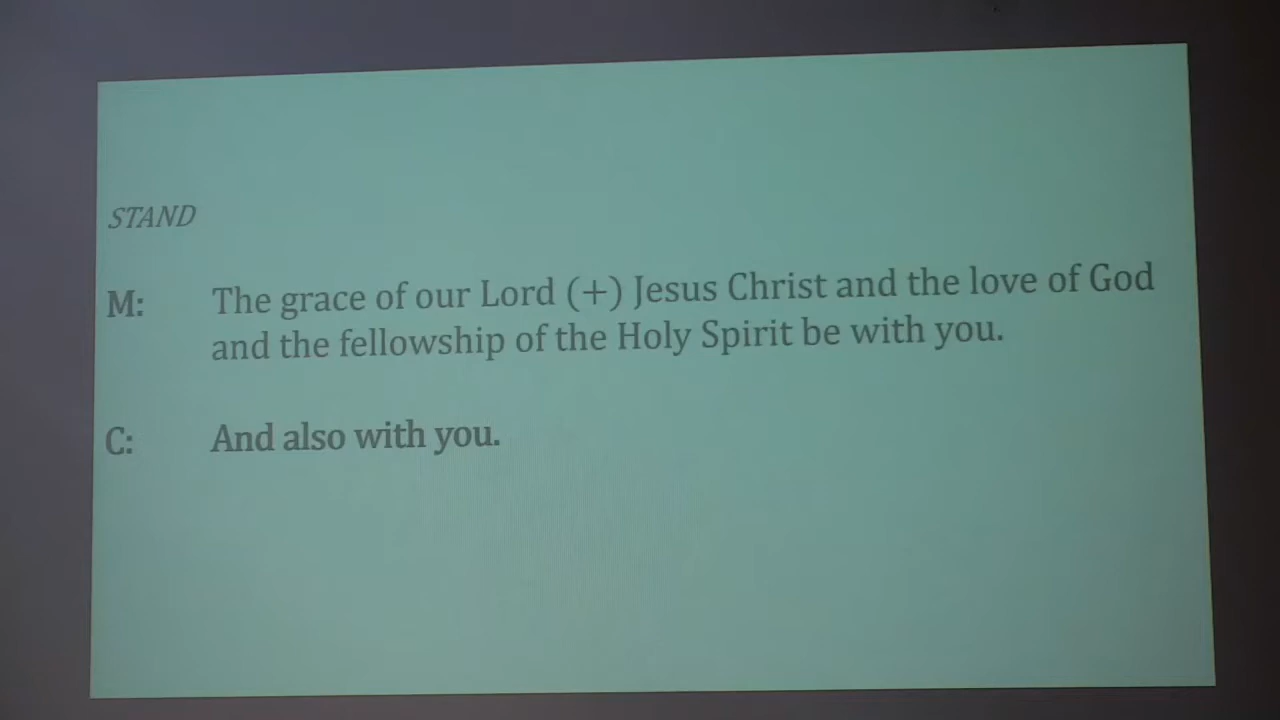 STAND
M: The grace of our Lord (+) Jesus Christ and the love of God
and the fellowship of the Holy Spirit be with you.
C: And also with you.